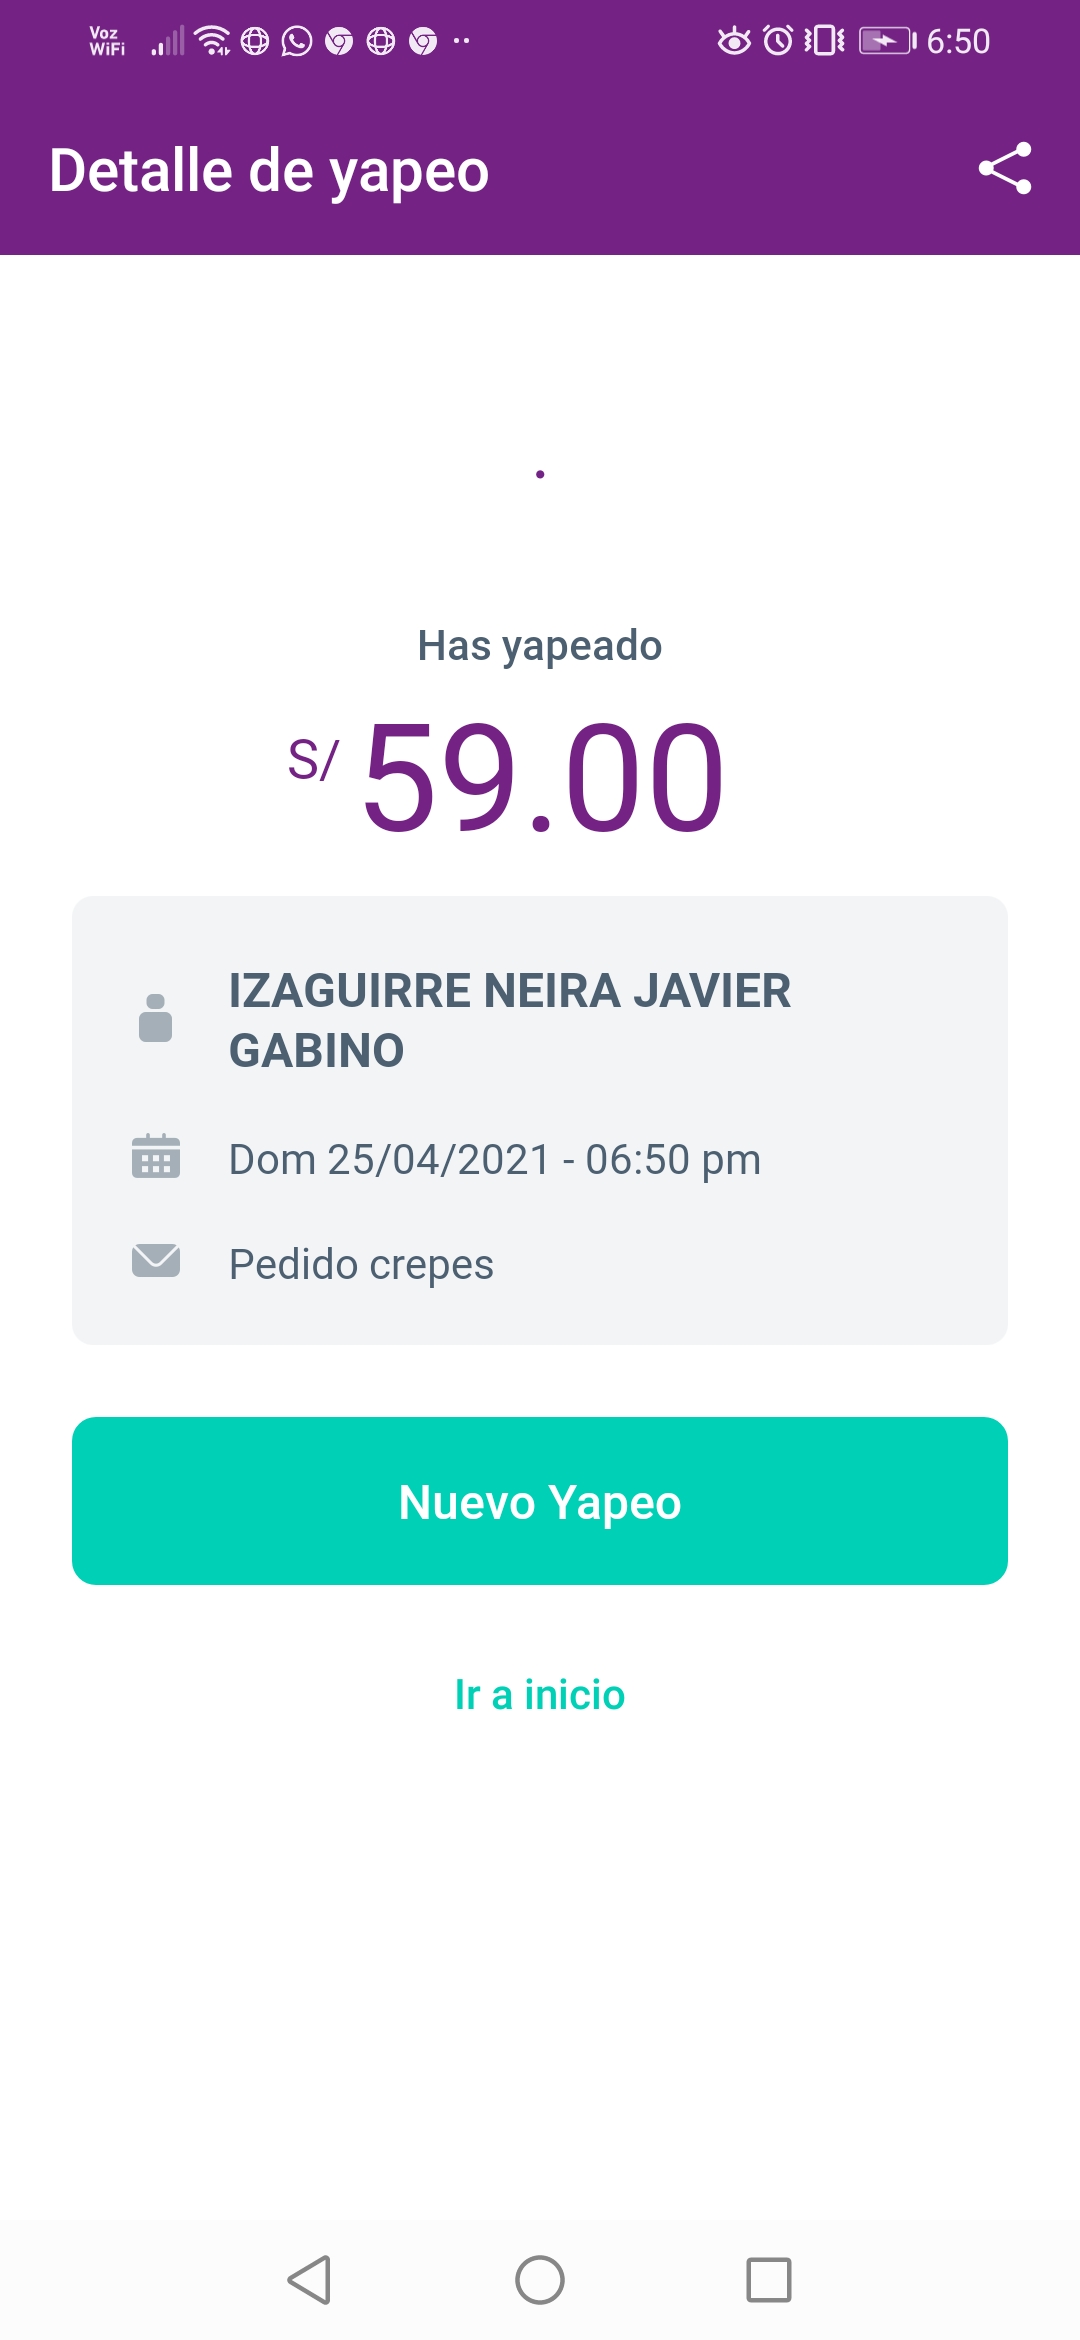 Voz
WiFi
6:50
Detalle de yapeo
Has yapeado
S/ 59.00
IZAGUIRRE NEIRA JAVIER
GABINO
Dom 25/04/2021 - 06:50 pm
Pedido crepes
Nuevo Yapeo
Ir a inicio